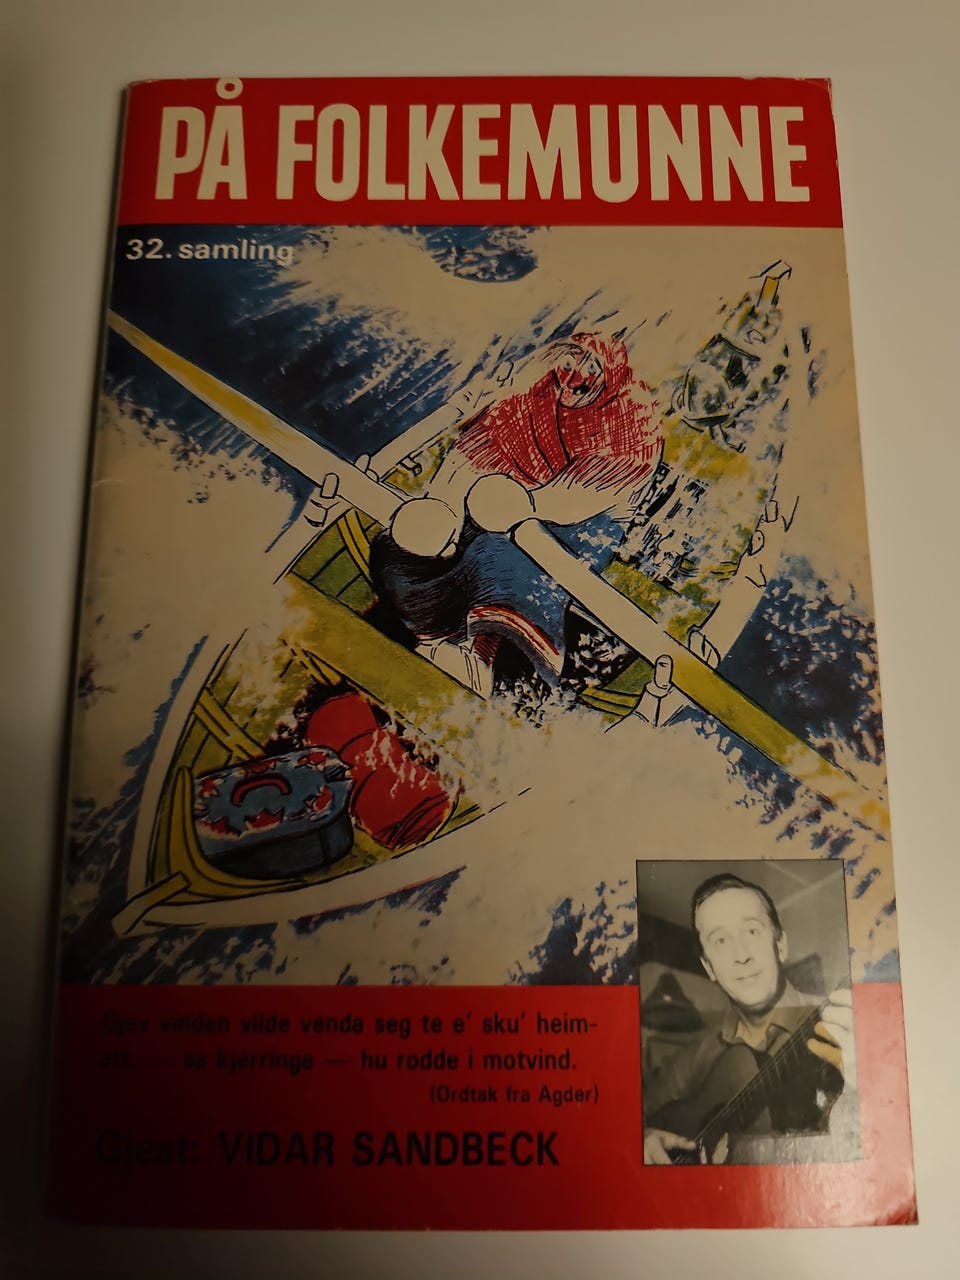 PÅ FOLKEMUNNE
32. samling
Gjev vinden vilde venda seg te e' sku' heim-
att. — sa kjerringa — hu rodde i motvind.
(Ordtak fra Agder)
Gjest: VIDAR SANDBECK